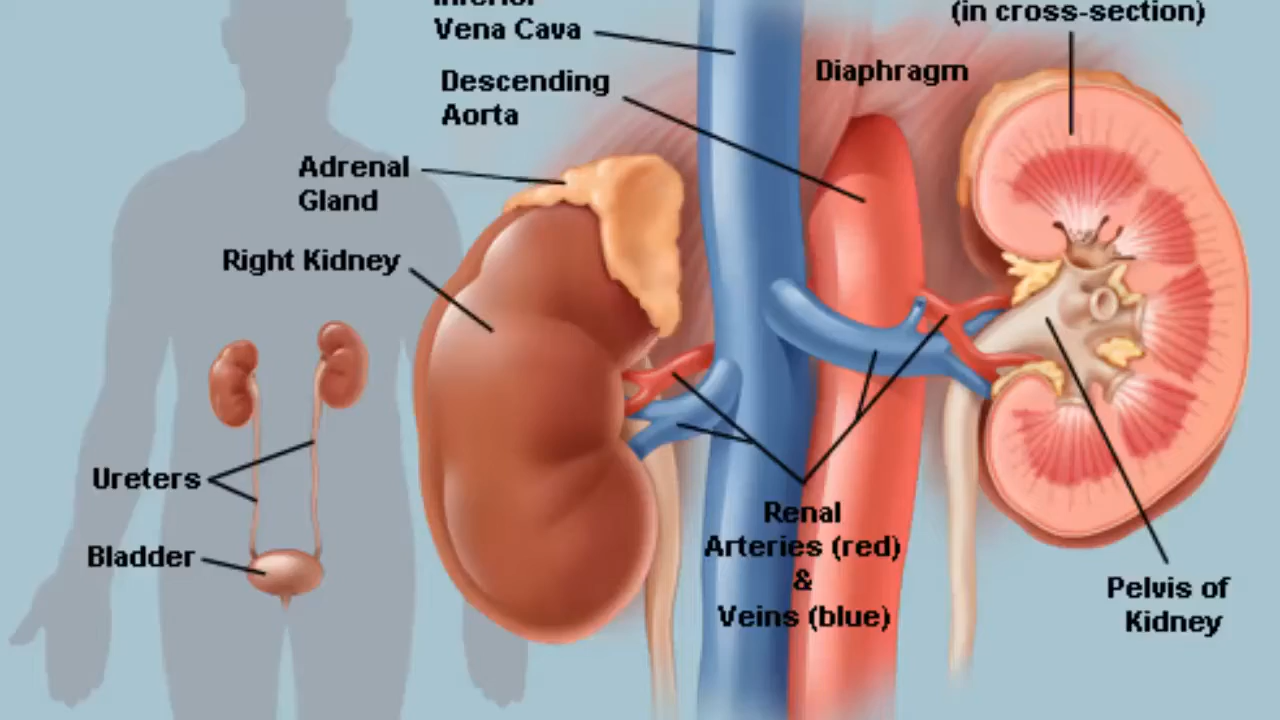 Inferior
Vena Cava
Descending
Aorta
Adrenal
Gland
Right Kidney
Ureters
Bladder
Diaphragm
(in cross-section)
Renal
Arteries (red)
&
Veins (blue)
Pelvis of
Kidney